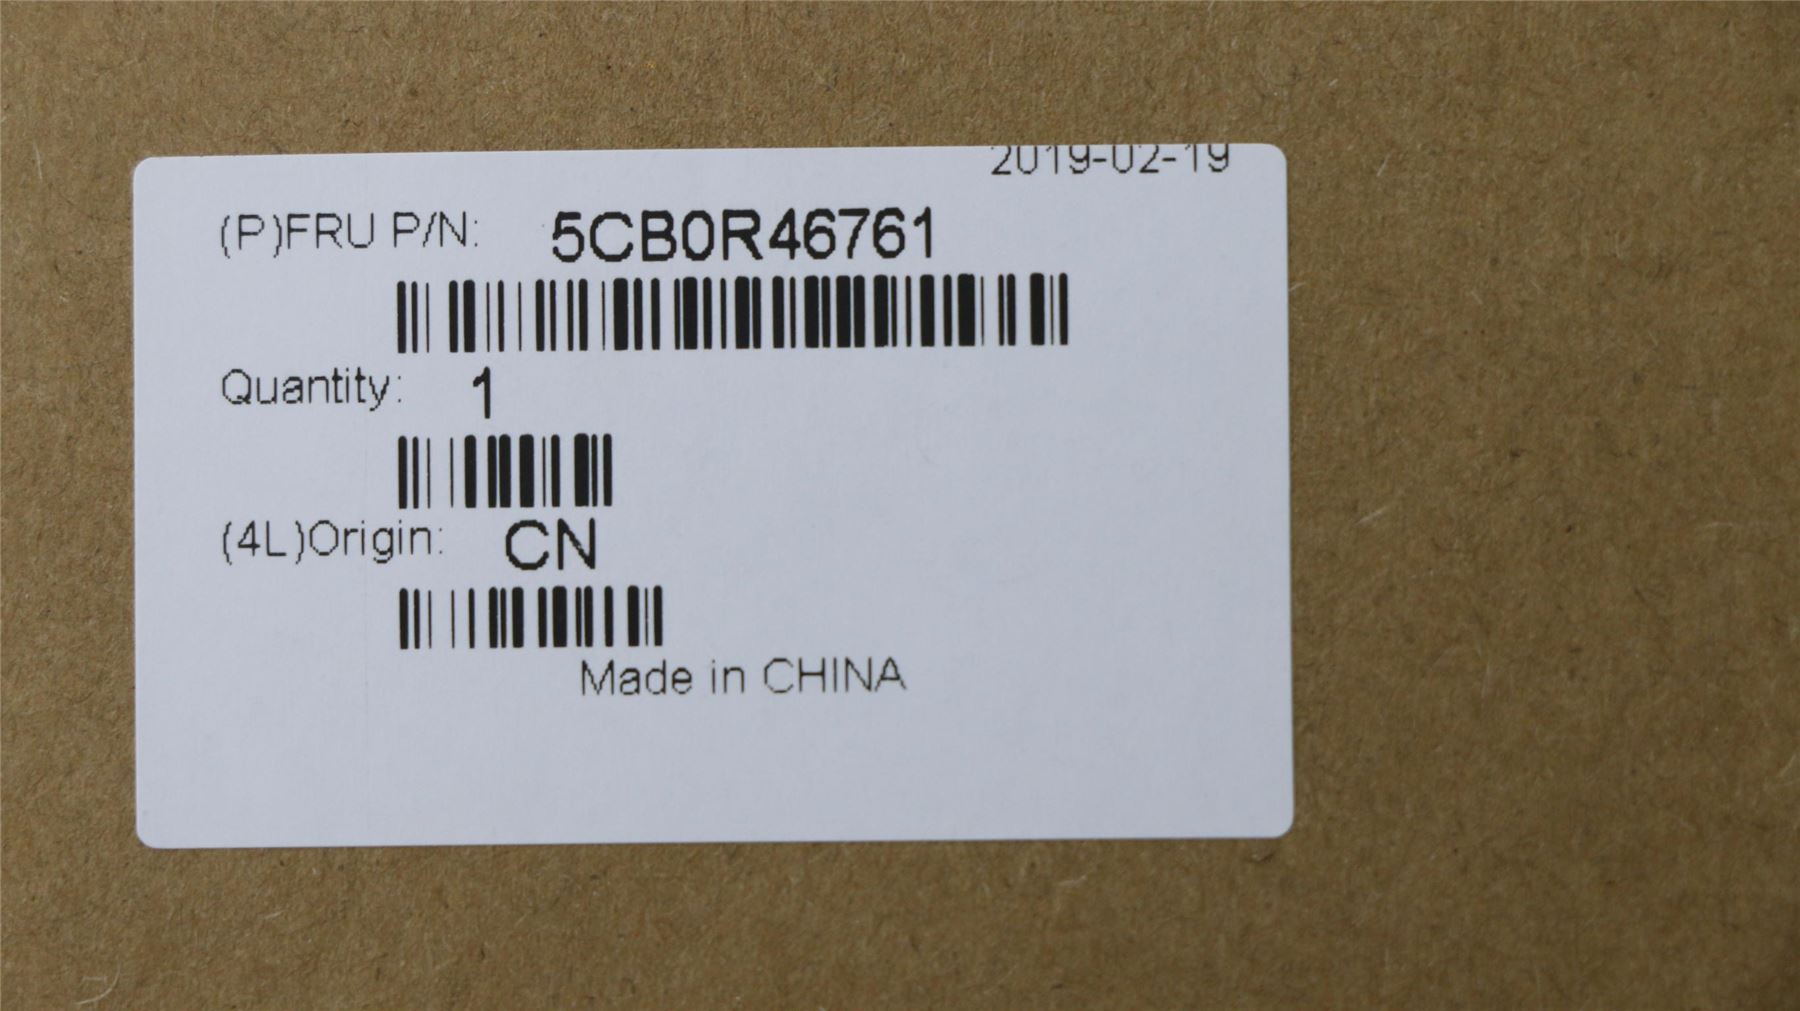 2019-02-19
(P)FRU P/N: 5CB0R46761
Quantity: 1
(4L)Origin: CN
Made in CHINA